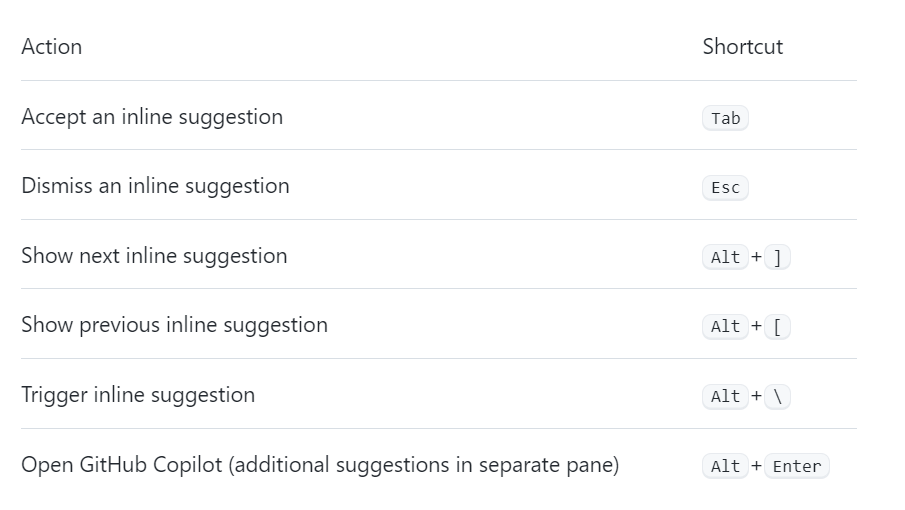 Action Shortcut
Accept an inline suggestion Tab
Dismiss an inline suggestion Esc
Show next inline suggestion Alt + ]
Show previous inline suggestion Alt + [
Trigger inline suggestion Alt + \
Open GitHub Copilot (additional suggestions in separate pane) Alt + Enter